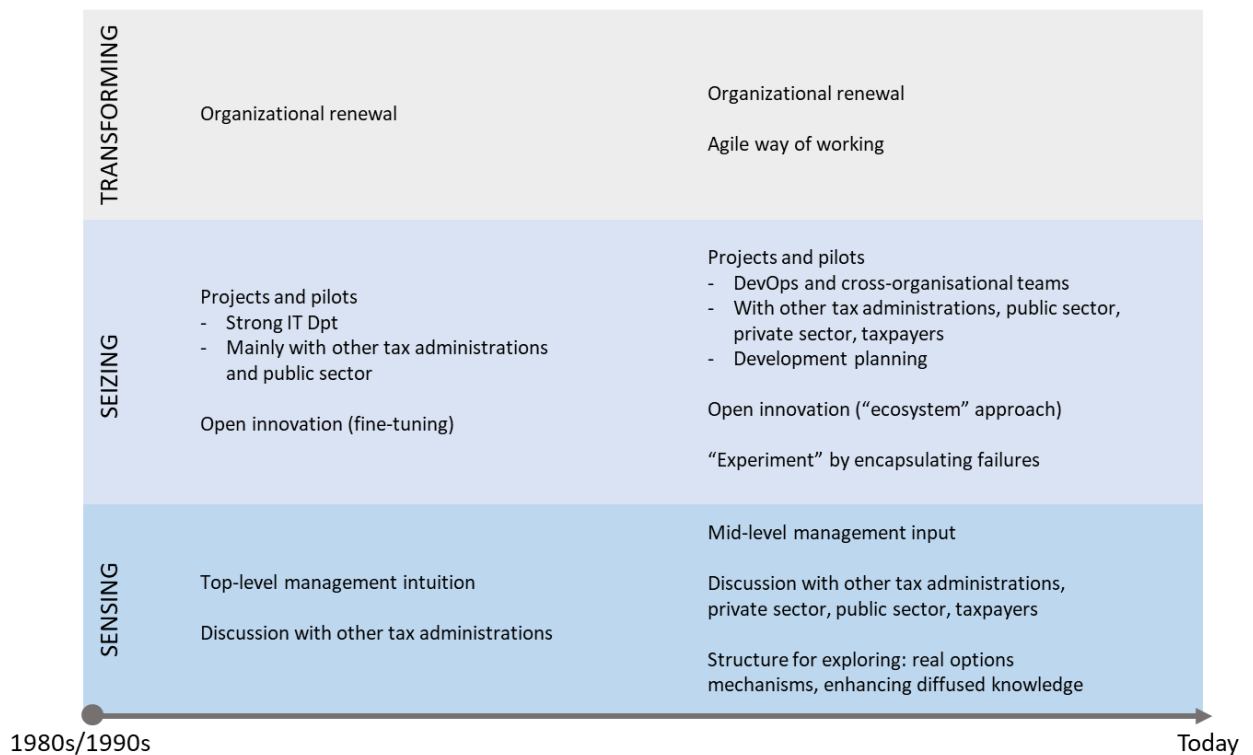 TRANSFORMING
Organizational renewal
Organizational renewal
Agile way of working
SEIZING
Projects and pilots
- Strong IT Dpt
- Mainly with other tax administrations
and public sector
Open innovation (fine-tuning)
Projects and pilots
- DevOps and cross-organisational teams
- With other tax administrations, public sector,
private sector, taxpayers
- Development planning
Open innovation (“ecosystem” approach)
“Experiment” by encapsulating failures
SENSING
Top-level management intuition
Discussion with other tax administrations
Mid-level management input
Discussion with other tax administrations,
private sector, public sector, taxpayers
Structure for exploring: real options
mechanisms, enhancing diffused knowledge
1980s/1990s
Today